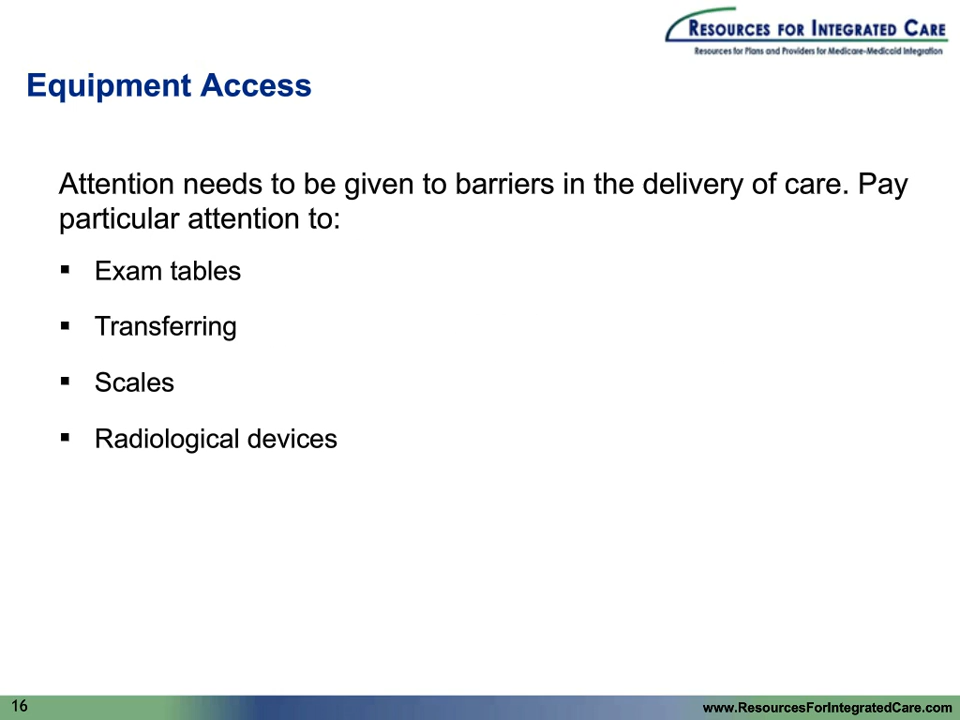 RESOURCES FOR INTEGRATED CARE
Resources for Plans and Providers for Medicare-Medicaid Integration
Equipment Access
Attention needs to be given to barriers in the delivery of care. Pay
particular attention to:
▪ Exam tables
▪ Transferring
▪ Scales
▪ Radiological devices
16
www.ResourcesForIntegratedCare.com